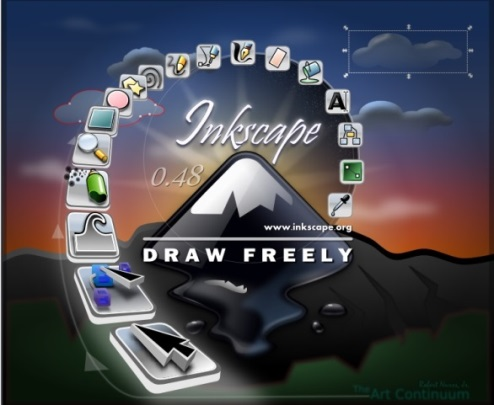 A
Inkscape
0.48
www.inkscape.org
DRAW FREELY
The Art Continuum